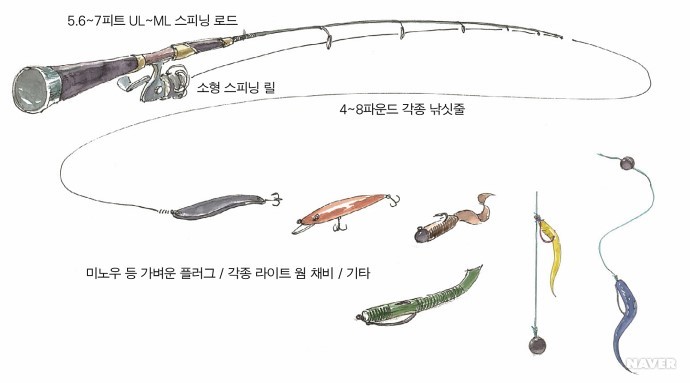 5.6~7피트 UL~ML 스피닝 로드
소형 스피닝 릴
4~8파운드 각종 낚싯줄
미노우 등 가벼운 플러그 / 각종 라이트 웜 채비 / 기타
NAVER